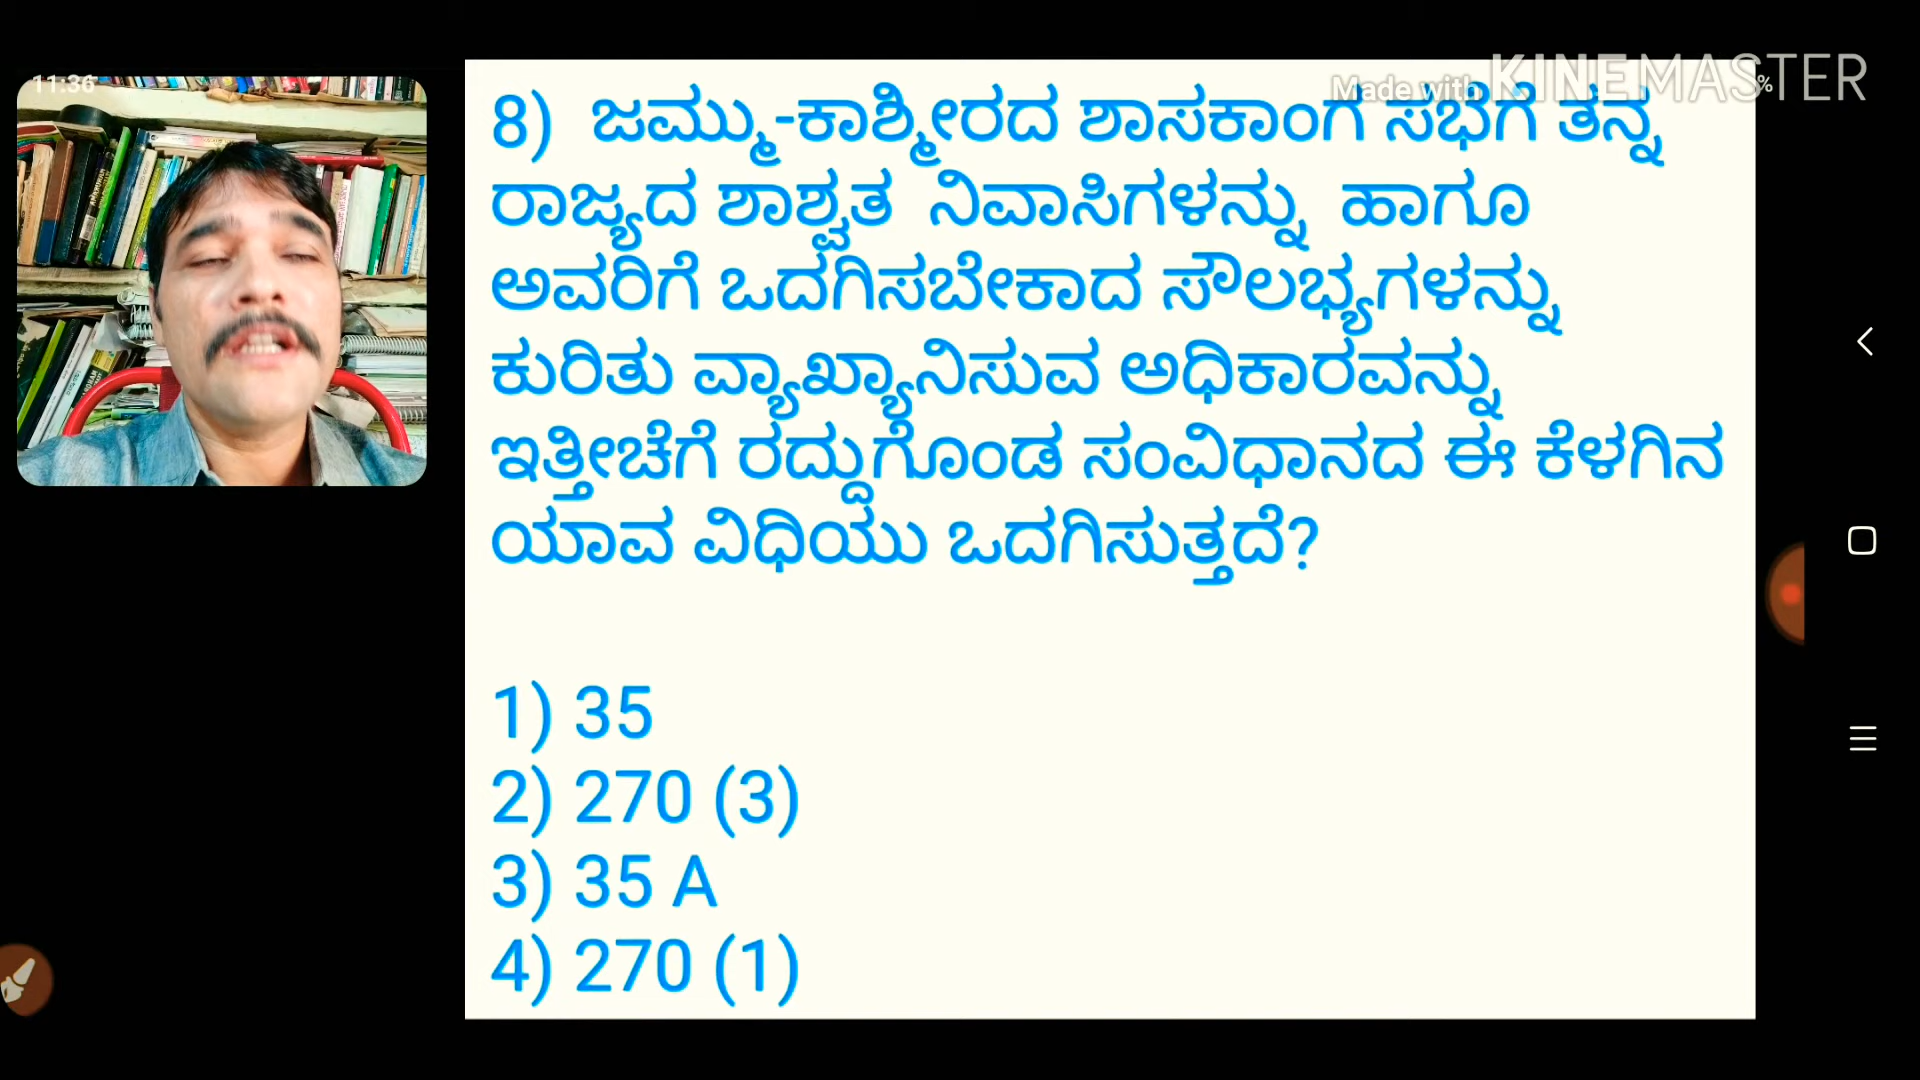 11:36
Made with KINEMASTER
%
8) ಜಮ್ಮು-ಕಾಶ್ಮೀರದ ಶಾಸಕಾಂಗ ಸಭೆಗೆ ತನ್ನ
ರಾಜ್ಯದ ಶಾಶ್ವತ ನಿವಾಸಿಗಳನ್ನು ಹಾಗೂ
ಅವರಿಗೆ ಒದಗಿಸಬೇಕಾದ ಸೌಲಭ್ಯಗಳನ್ನು
ಕುರಿತು ವ್ಯಾಖ್ಯಾನಿಸುವ ಅಧಿಕಾರವನ್ನು
ಇತ್ತೀಚೆಗೆ ರದ್ದುಗೊಂಡ ಸಂವಿಧಾನದ ಈ ಕೆಳಗಿನ
ಯಾವ ವಿಧಿಯು ಒದಗಿಸುತ್ತದೆ?
1) 35
2) 270 (3)
3) 35 A
4) 270 (1)